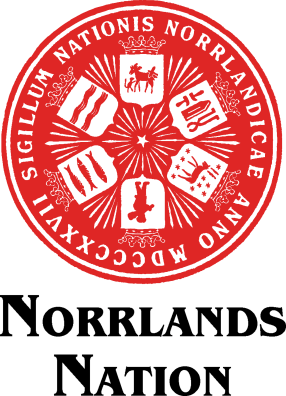 SIGILLUM NATIONIS NORRLANDICAE ANNO MDCCCXXVII
NORRLANDS
NATION